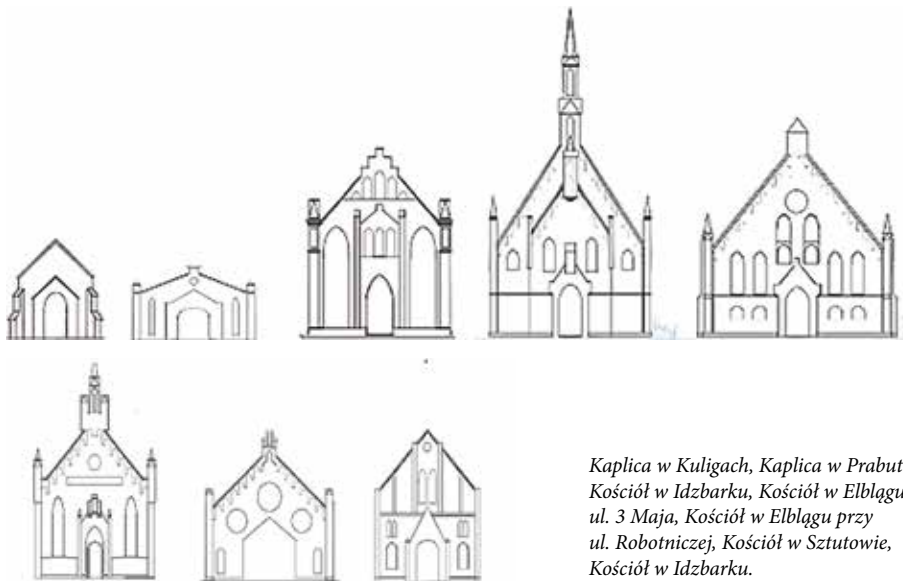 Kaplica w Kuligach, Kaplica w
Kościół w Idzbarku, Kościół w Elblągu
ul. 3 Maja, Kościół w Elblągu przy
ul. Robotniczej, Kościół w Sztutowie,
Kościół w Idzbarku.